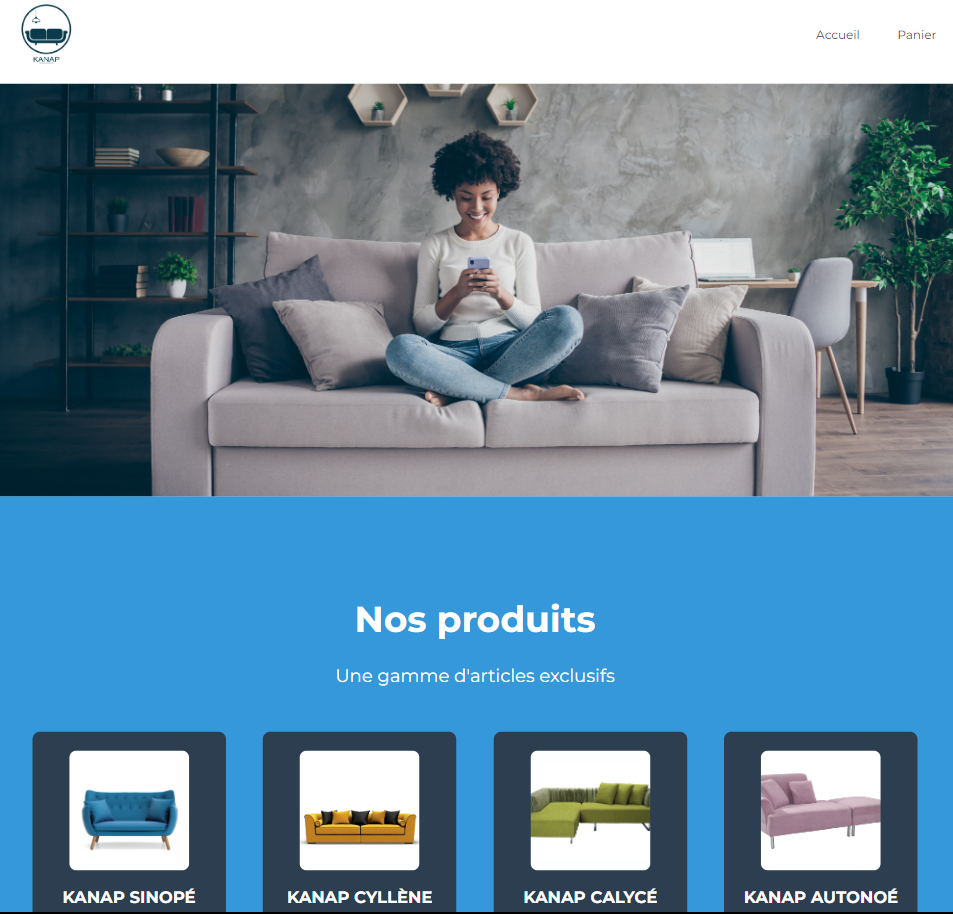 KANAP
Accueil
Panier
Nos produits
Une gamme d'articles exclusifs
KANAP SINOPÉ
KANAP CYLLÈNE
KANAP CALYCÉ
KANAP AUTONOÉ